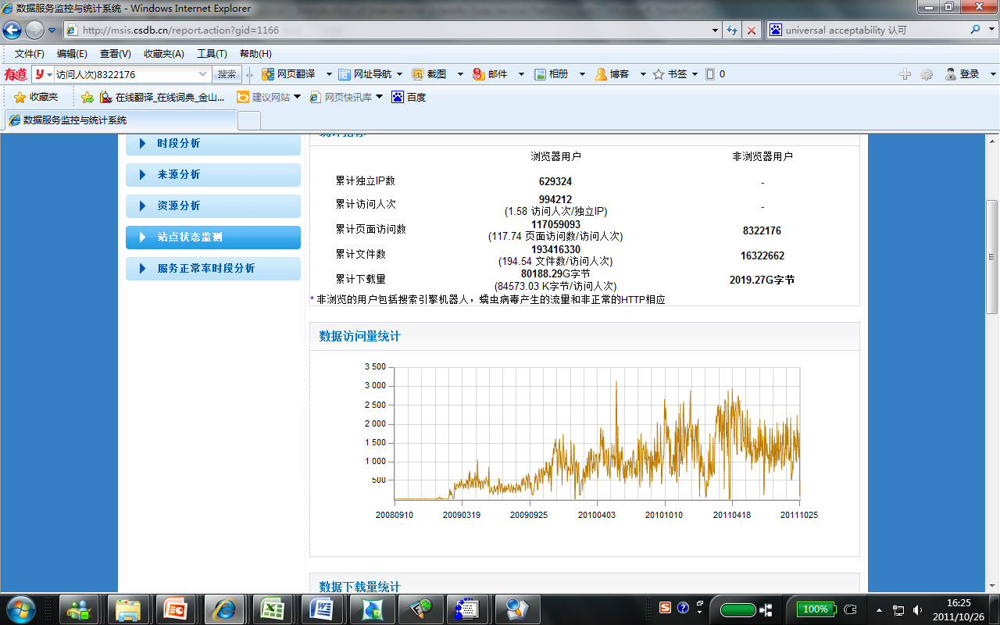 数据服务监控与统计系统 - Windows Internet Explorer
http://msis.csdb.cn/report.action?gid=1166
universal acceptability 认可
文件(F) 编辑(E) 查看(V) 收藏夹(A) 工具(T) 帮助(H)
有道 y 访问人次)8322176 搜索 网页翻译 网址导航 截图 邮件 相册 博客 书签 0 登录
收藏夹 在线翻译_在线词典_金山... 建议网站 网页快讯库 百度
数据服务监控与统计系统
时段分析
来源分析
资源分析
站点状态监测
服务正常率时段分析
统计指标
浏览器用户 非浏览器用户
累计独立IP数 629324 -
累计访问人次 994212 -
(1.58 访问人次/独立IP)
累计页面访问数 117059093 8322176
(117.74 页面访问数/访问人次)
累计文件数 193416330 16322662
(194.54 文件数/访问人次)
累计下载量 80188.29G字节 2019.27G字节
(84573.03 K字节/访问人次)
* 非浏览的用户包括搜索引擎机器人，蠕虫病毒产生的流量和非正常的HTTP相应
数据访问量统计
3 500
3 000
2 500
2 000
1 500
1 000
500
20080910 20090319 20090925 20100403 20101010 20110418 20111025
数据下载量统计
100%
16:25
2011/10/26